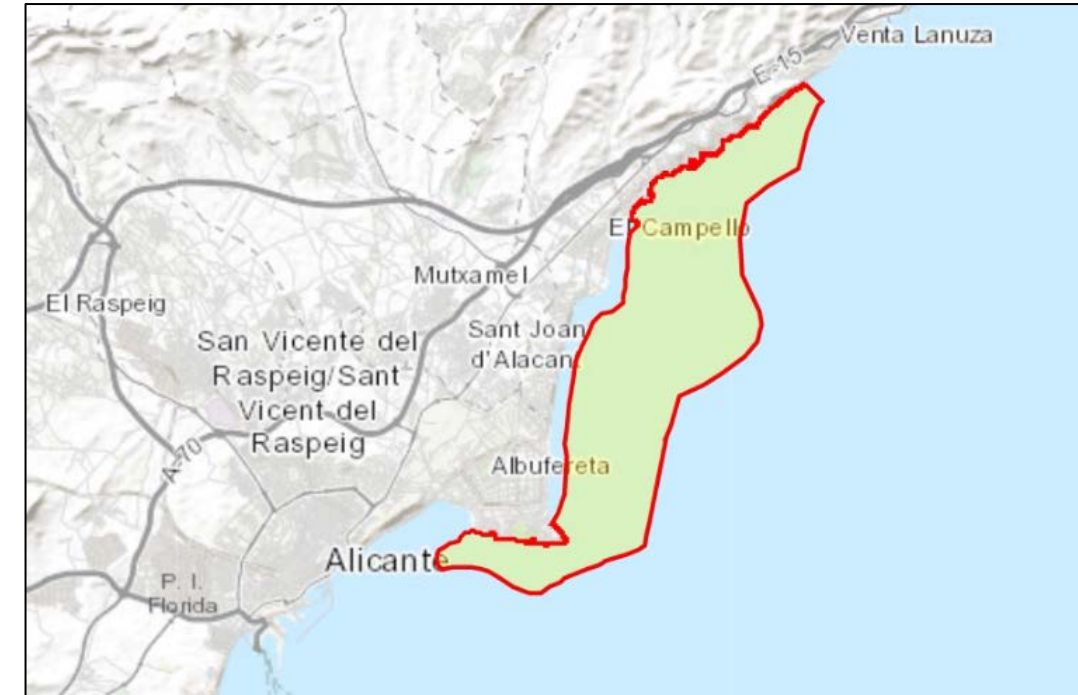 Venta Lanuza
E-15
El Campello
Mutxamel
El Raspeig
Sant Joan
d'Alacant
San Vicente del
Raspeig/Sant
Vicent del
Raspeig
A-70
Albufereta
Alicante
P. I.
Florida